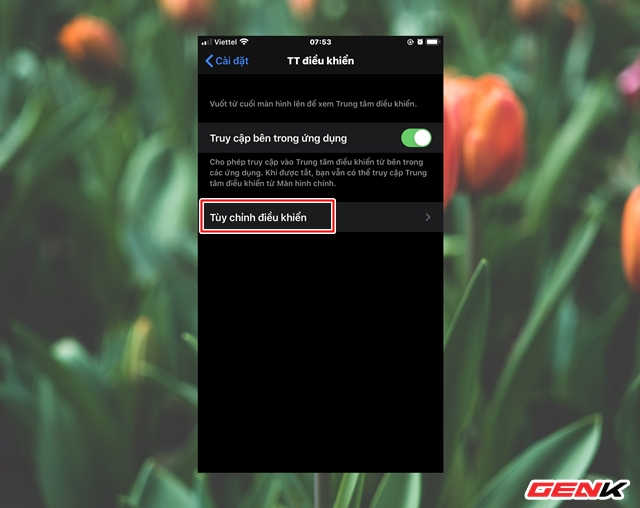 Viettel 07:53
Cài đặt TT điều khiển
Vuốt từ cuối màn hình lên để xem Trung tâm điều khiển.
Truy cập bên trong ứng dụng
Cho phép truy cập vào Trung tâm điều khiển từ bên trong
các ứng dụng. Khi được tắt, bạn vẫn có thể truy cập Trung
tâm điều khiển từ Màn hình chính.
Tùy chỉnh điều khiển
GENK